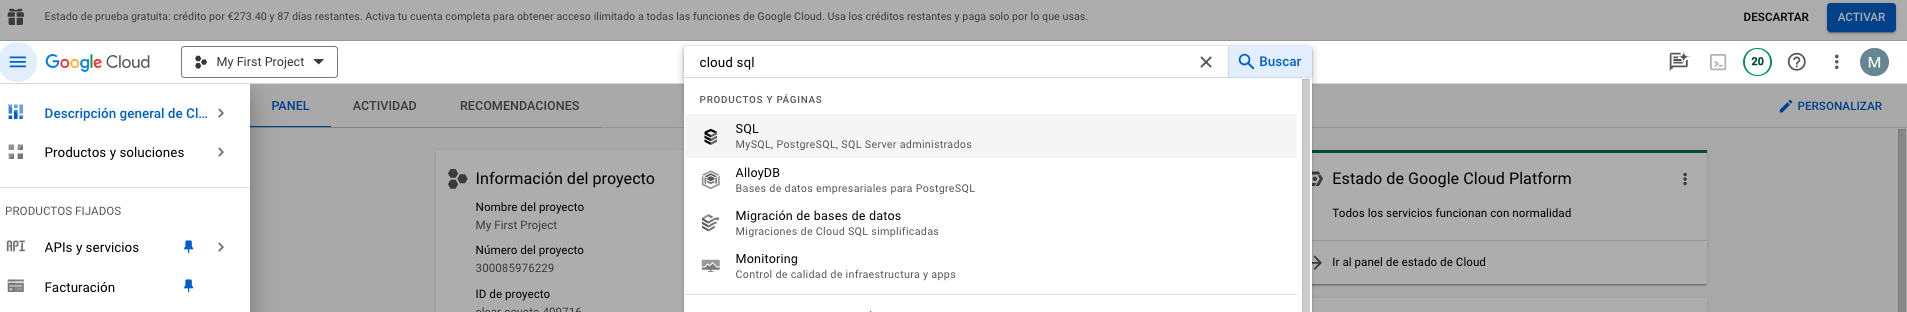 Estado de prueba gratuita: crédito por €273.40 y 87 días restantes. Activa tu cuenta completa para obtener acceso ilimitado a todas las funciones de Google Cloud. Usa los créditos restantes y paga solo por lo que uses.
DESCARTAR
ACTIVAR
Google Cloud
My First Project
cloud sql
Buscar
20
M
Descripción general de Cl...
Productos y soluciones
PRODUCTOS FIJADOS
API APIs y servicios
Facturación
PANEL
ACTIVIDAD
RECOMENDACIONES
PERSONALIZAR
Información del proyecto
Nombre del proyecto
My First Project
Número del proyecto
300085976229
ID de proyecto
PRODUCTOS Y PÁGINAS
SQL
MySQL, PostgreSQL, SQL Server administrados
AlloyDB
Bases de datos empresariales para PostgreSQL
Migración de bases de datos
Migraciones de Cloud SQL simplificadas
Monitoring
Control de calidad de infraestructura y apps
Estado de Google Cloud Platform
Todos los servicios funcionan con normalidad
Ir al panel de estado de Cloud